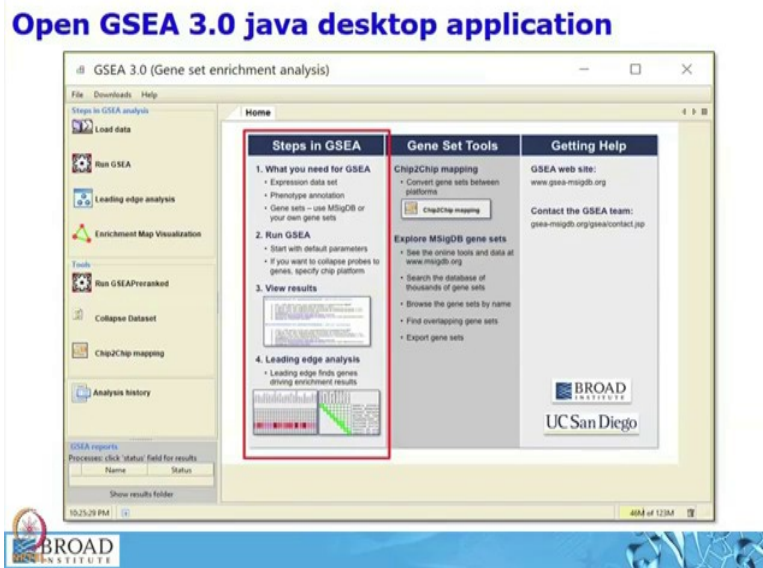 Open GSEA 3.0 java desktop application
GSEA 3.0 (Gene set enrichment analysis)
File Downloads Help
Steps in GSEA analysis
Load data
Run GSEA
Leading edge analysis
Enrichment Map Visualization
Tools
Run GSEAPreranked
Collapse Dataset
Chip2Chip mapping
Analysis history
GSEA reports
Processes: click 'status' field for results
Name Status
Show results folder
10:25:29 PM
Home
Steps in GSEA
1. What you need for GSEA
• Expression data set
• Phenotype annotation
• Gene sets – use MSigDB or
your own gene sets
2. Run GSEA
• Start with default parameters
• If you want to collapse probes to
genes, specify chip platform
3. View results
4. Leading edge analysis
• Leading edge finds genes
driving enrichment results
Gene Set Tools
Chip2Chip mapping
• Convert gene sets between
platforms
Chip2Chip mapping
Explore MSigDB gene sets
• See the online tools and data at
www.msigdb.org
• Search the database of
thousands of gene sets
• Browse the gene sets by name
• Find overlapping gene sets
• Export gene sets
Getting Help
GSEA web site:
www.gsea-msigdb.org
Contact the GSEA team:
gsea-msigdb.org/gsea/contact.jsp
BROAD
INSTITUTE
UC San Diego
46M of 123M
BROAD
INSTITUTE